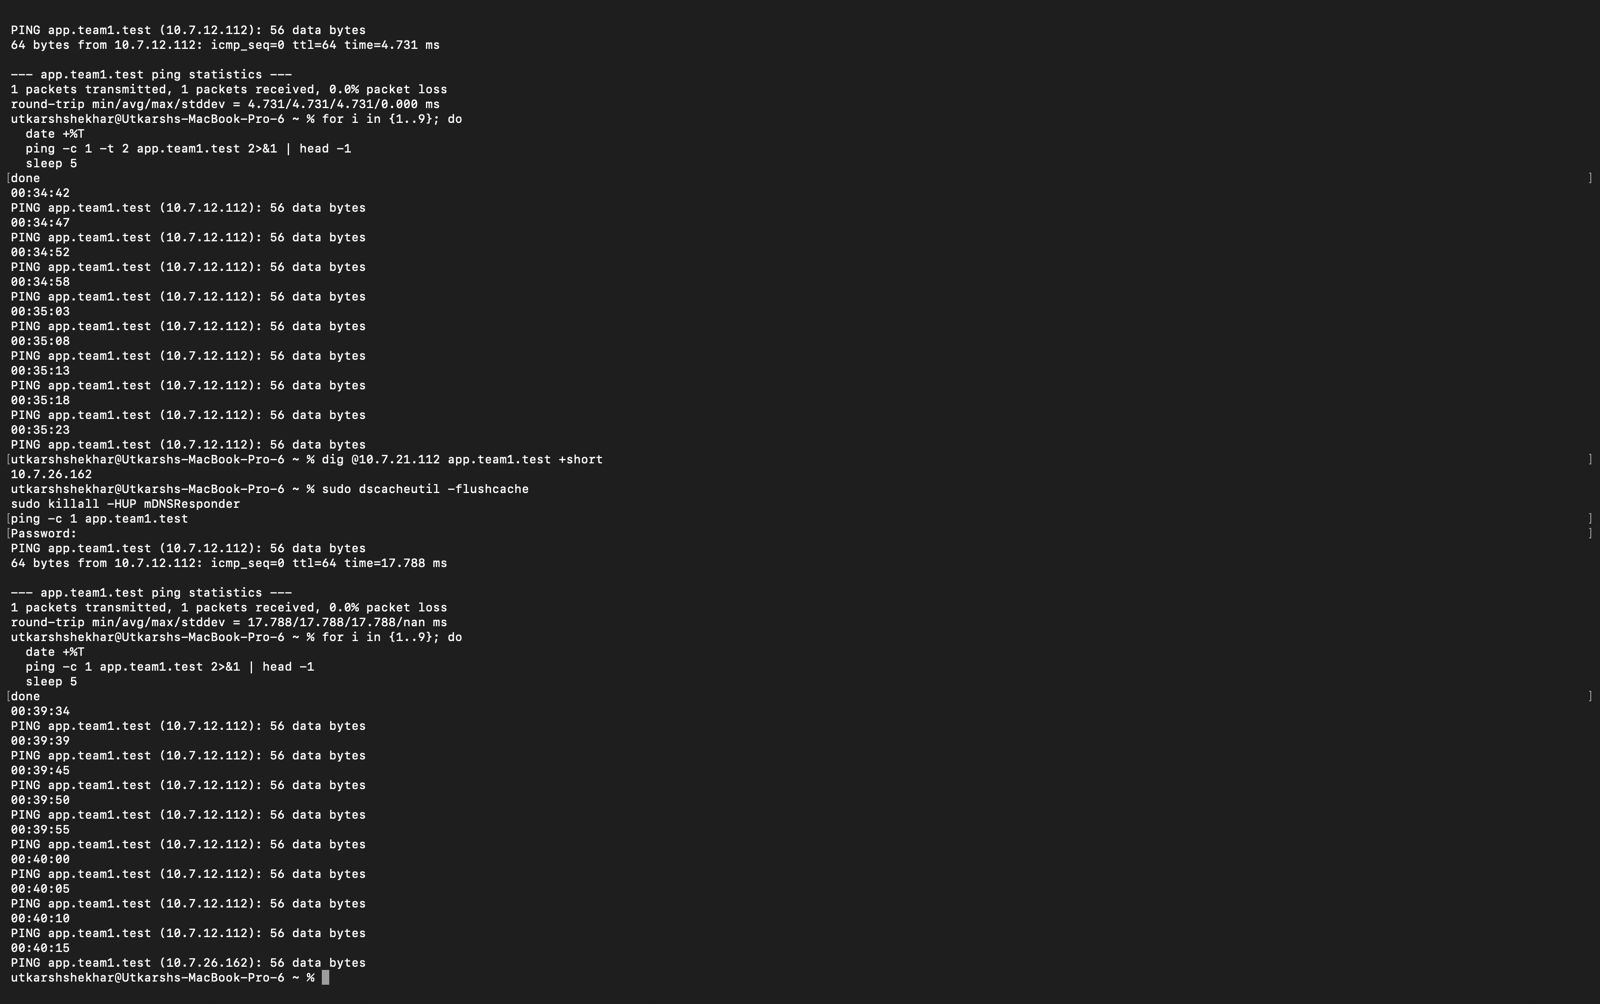 PING app.team1.test (10.7.12.112): 56 data bytes
64 bytes from 10.7.12.112: icmp_seq=0 ttl=64 time=4.731 ms
--- app.team1.test ping statistics ---
1 packets transmitted, 1 packets received, 0.0% packet loss
round-trip min/avg/max/stddev = 4.731/4.731/4.731/0.000 ms
utkarshshekhar@Utkarshs-MacBook-Pro-6 ~ % for i in {1..9}; do
  date +%T
  ping -c 1 -t 2 app.team1.test 2>&1 | head -1
  sleep 5
[done ]
00:34:42
PING app.team1.test (10.7.12.112): 56 data bytes
00:34:47
PING app.team1.test (10.7.12.112): 56 data bytes
00:34:52
PING app.team1.test (10.7.12.112): 56 data bytes
00:34:58
PING app.team1.test (10.7.12.112): 56 data bytes
00:35:03
PING app.team1.test (10.7.12.112): 56 data bytes
00:35:08
PING app.team1.test (10.7.12.112): 56 data bytes
00:35:13
PING app.team1.test (10.7.12.112): 56 data bytes
00:35:18
PING app.team1.test (10.7.12.112): 56 data bytes
00:35:23
PING app.team1.test (10.7.12.112): 56 data bytes
[utkarshshekhar@Utkarshs-MacBook-Pro-6 ~ % dig @10.7.21.112 app.team1.test +short ]
10.7.26.162
utkarshshekhar@Utkarshs-MacBook-Pro-6 ~ % sudo dscacheutil -flushcache
sudo killall -HUP mDNSResponder
[ping -c 1 app.team1.test ]
[Password: ]
PING app.team1.test (10.7.12.112): 56 data bytes
64 bytes from 10.7.12.112: icmp_seq=0 ttl=64 time=17.788 ms
--- app.team1.test ping statistics ---
1 packets transmitted, 1 packets received, 0.0% packet loss
round-trip min/avg/max/stddev = 17.788/17.788/17.788/nan ms
utkarshshekhar@Utkarshs-MacBook-Pro-6 ~ % for i in {1..9}; do
  date +%T
  ping -c 1 app.team1.test 2>&1 | head -1
  sleep 5
[done ]
00:39:34
PING app.team1.test (10.7.12.112): 56 data bytes
00:39:39
PING app.team1.test (10.7.12.112): 56 data bytes
00:39:45
PING app.team1.test (10.7.12.112): 56 data bytes
00:39:50
PING app.team1.test (10.7.12.112): 56 data bytes
00:39:55
PING app.team1.test (10.7.12.112): 56 data bytes
00:40:00
PING app.team1.test (10.7.12.112): 56 data bytes
00:40:05
PING app.team1.test (10.7.12.112): 56 data bytes
00:40:10
PING app.team1.test (10.7.12.112): 56 data bytes
00:40:15
PING app.team1.test (10.7.26.162): 56 data bytes
utkarshshekhar@Utkarshs-MacBook-Pro-6 ~ %